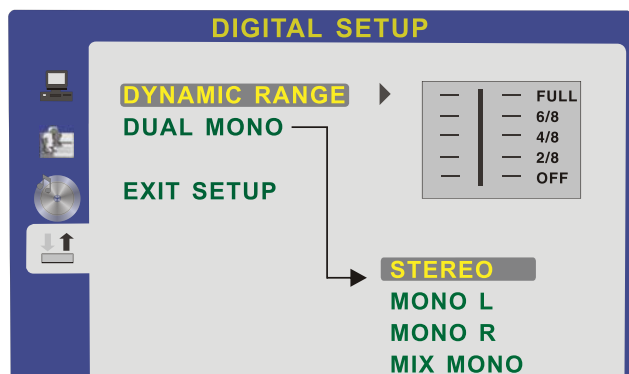 DIGITAL SETUP
DYNAMIC RANGE
DUAL MONO
EXIT SETUP
FULL
6/8
4/8
2/8
OFF
STEREO
MONO L
MONO R
MIX MONO